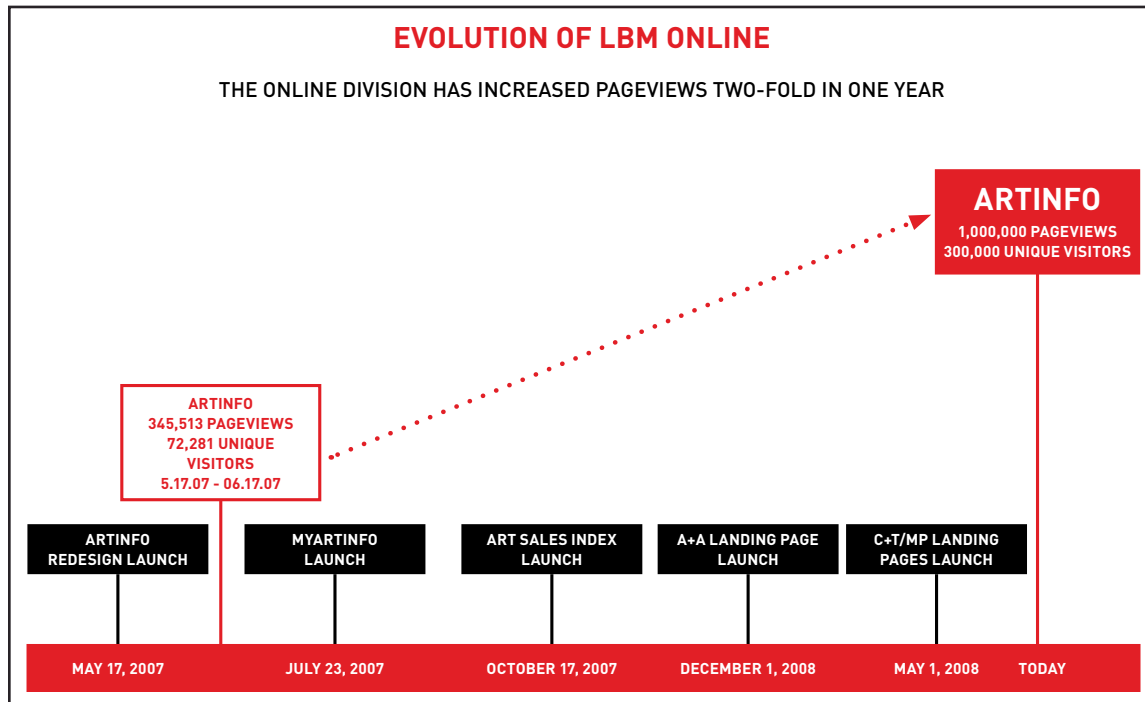 EVOLUTION OF LBM ONLINE
THE ONLINE DIVISION HAS INCREASED PAGEVIEWS TWO-FOLD IN ONE YEAR
ARTINFO
1,000,000 PAGEVIEWS
300,000 UNIQUE VISITORS
ARTINFO
345,513 PAGEVIEWS
72,281 UNIQUE
VISITORS
5.17.07 - 06.17.07
ARTINFO
REDESIGN LAUNCH
MYARTINFO
LAUNCH
ART SALES INDEX
LAUNCH
A+A LANDING PAGE
LAUNCH
C+T/MP LANDING
PAGES LAUNCH
MAY 17, 2007
JULY 23, 2007
OCTOBER 17, 2007
DECEMBER 1, 2008
MAY 1, 2008
TODAY